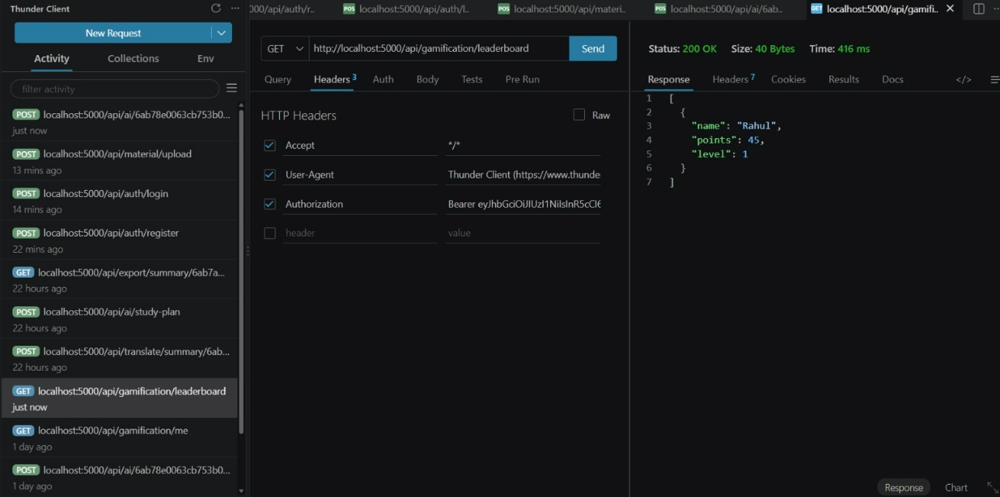 Thunder Client
New Request
Activity Collections Env
filter activity
POST localhost:5000/api/ai/6ab78e0063cb753b0...
just now
POST localhost:5000/api/material/upload
13 mins ago
POST localhost:5000/api/auth/login
14 mins ago
POST localhost:5000/api/auth/register
22 mins ago
GET localhost:5000/api/export/summary/6ab7a...
22 hours ago
POST localhost:5000/api/ai/study-plan
22 hours ago
POST localhost:5000/api/translate/summary/6ab...
22 hours ago
GET localhost:5000/api/gamification/leaderboard
just now
GET localhost:5000/api/gamification/me
1 day ago
POST localhost:5000/api/ai/6ab78e0063cb753b0...
1 day ago
00/api/auth/r.. POS localhost:5000/api/auth/l.. POS localhost:5000/api/materi.. POS localhost:5000/api/ai/6ab.. GET localhost:5000/api/gamifi..
GET http://localhost:5000/api/gamification/leaderboard Send
Query Headers 3 Auth Body Tests Pre Run
HTTP Headers Raw
Accept */*
User-Agent Thunder Client (https://www.thunde
Authorization Bearer
header value
Status: 200 OK Size: 40 Bytes Time: 416 ms
Response Headers 7 Cookies Results Docs </>
1 [
2 {
3 "name": "Rahul",
4 "points": 45,
5 "level": 1
6 }
7 ]
Response Chart